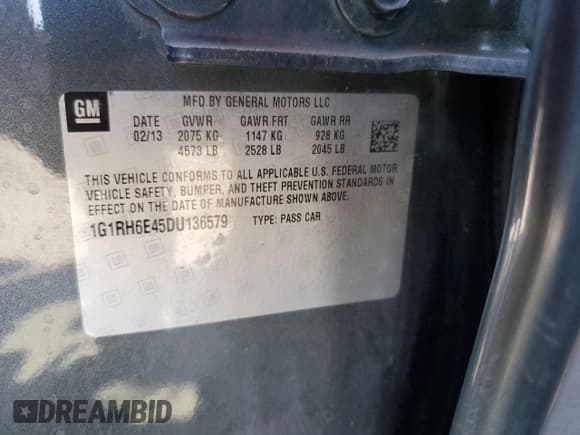 GM
MFD BY GENERAL MOTORS LLC
DATE GVWR GAWR FRT GAWR RR
02/13 2075 KG 1147 KG 928 KG
4573 LB 2528 LB 2045 LB
THIS VEHICLE CONFORMS TO ALL APPLICABLE U.S. FEDERAL MOTOR
VEHICLE SAFETY, BUMPER, AND THEFT PREVENTION STANDARDS IN
EFFECT ON THE DATE OF MANUFACTURE SHOWN ABOVE.
1G1RH6E45DU136579 TYPE: PASS CAR
DREAMBID